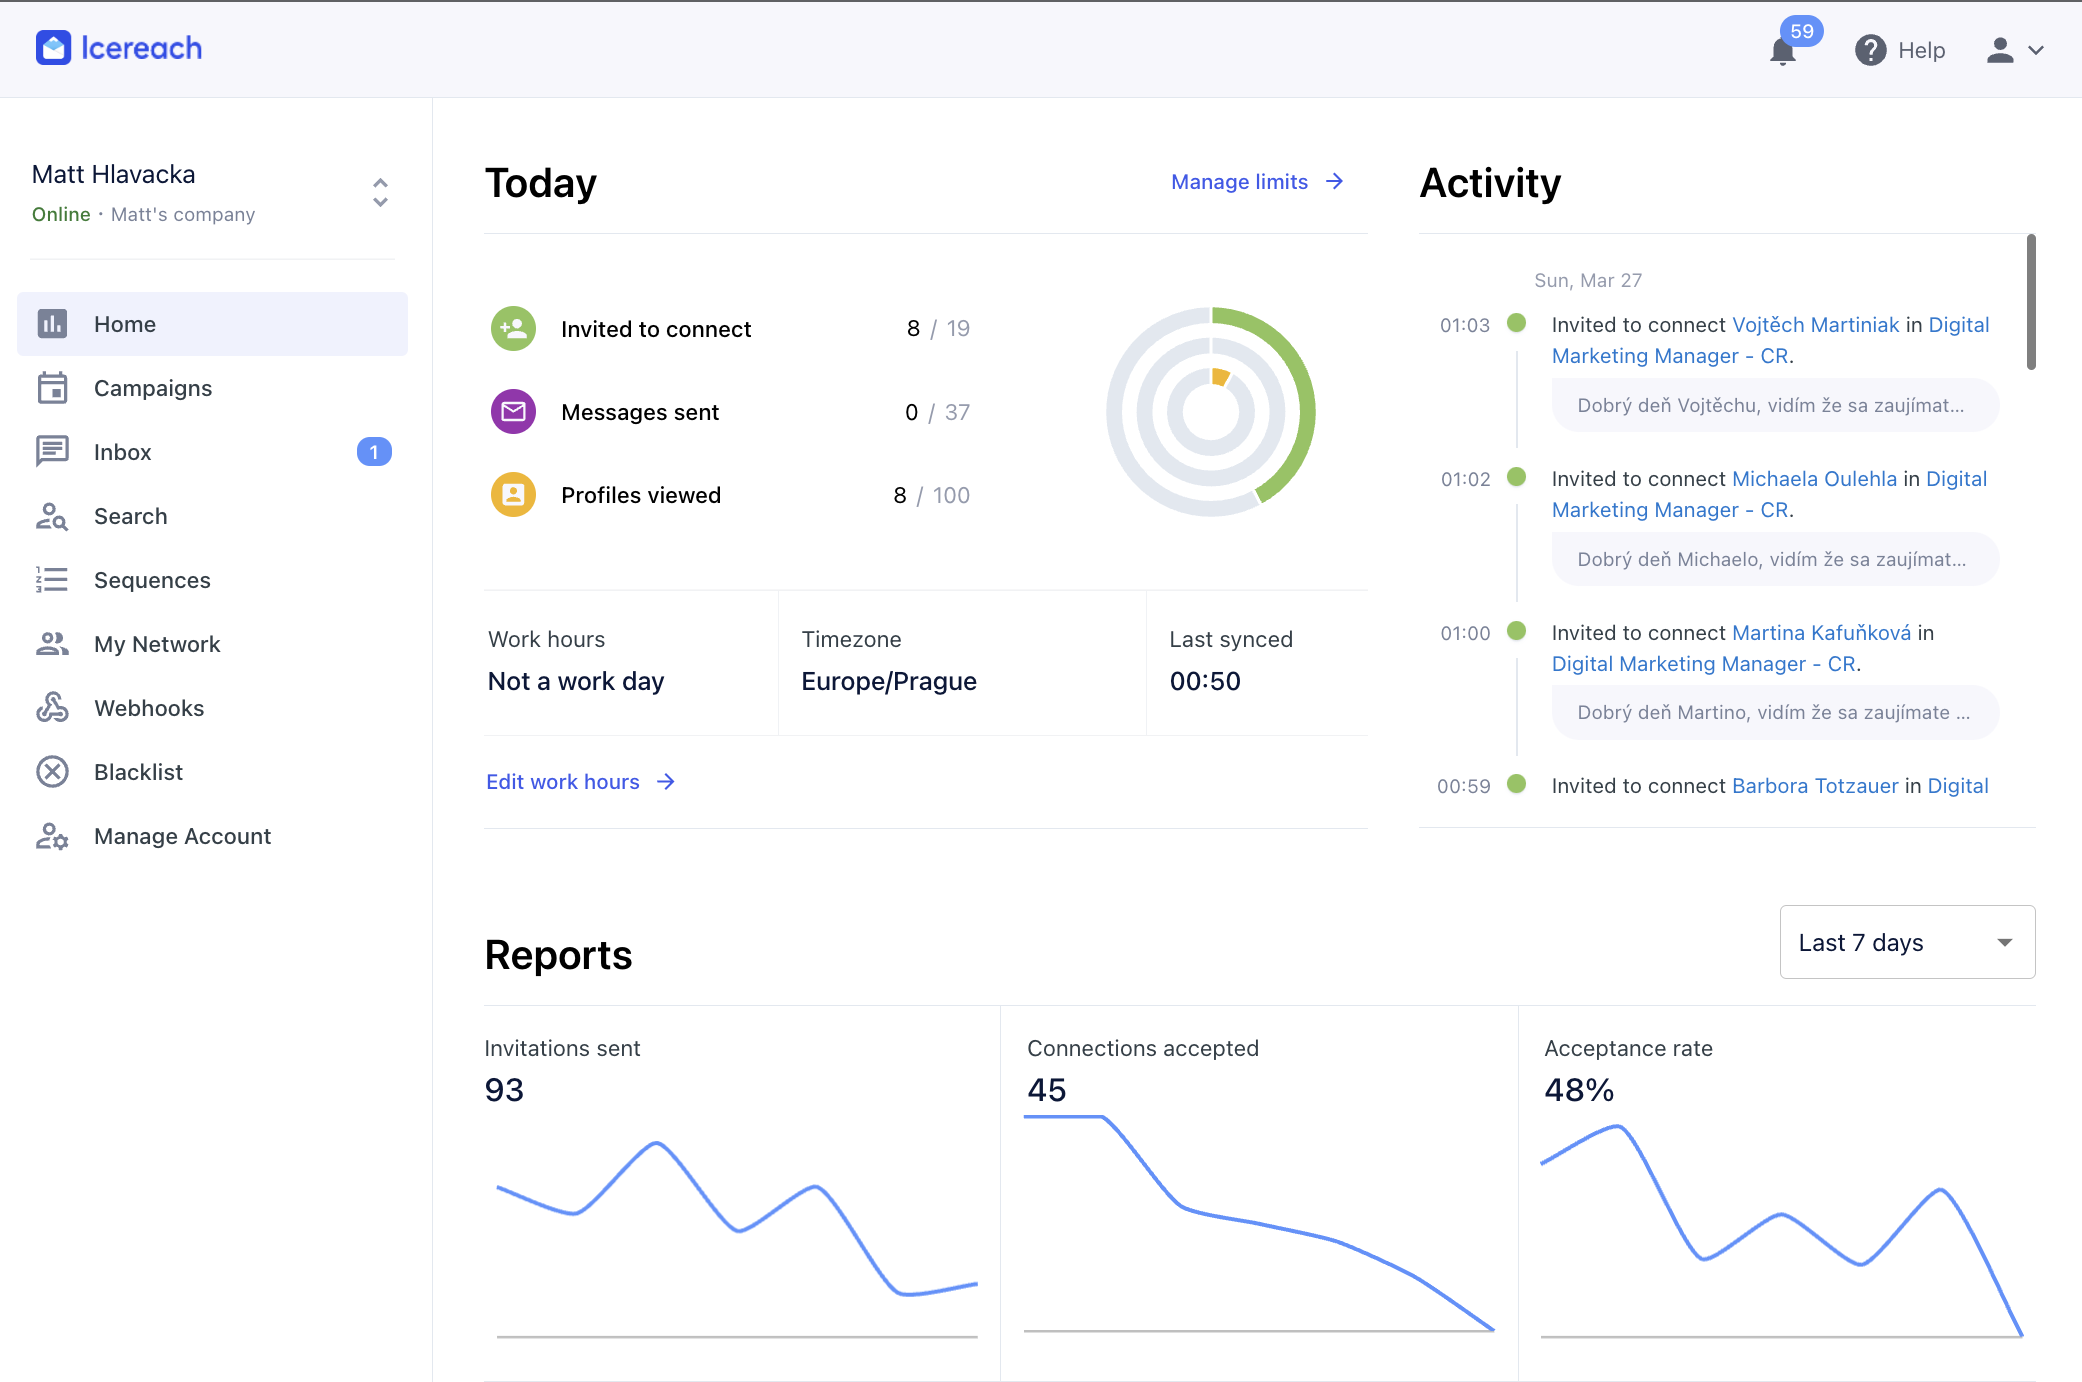 Icereach
59
Help
Matt Hlavacka
Online · Matt's company
Home
Campaigns
Inbox
1
Search
Sequences
My Network
Webhooks
Blacklist
Manage Account
Today
Manage limits
Invited to connect
8 / 19
Messages sent
0 / 37
Profiles viewed
8 / 100
Work hours
Not a work day
Timezone
Europe/Prague
Last synced
00:50
Edit work hours
Activity
Sun, Mar 27
01:03
Invited to connect Vojtěch Martiniak in Digital
Marketing Manager - CR.
Dobrý deň Vojtěchu, vidím že sa zaujímat...
01:02
Invited to connect Michaela Oulehla in Digital
Marketing Manager - CR.
Dobrý deň Michaelo, vidím že sa zaujímat...
01:00
Invited to connect Martina Kafuňková in
Digital Marketing Manager - CR.
Dobrý deň Martino, vidím že sa zaujímate ...
00:59
Invited to connect Barbora Totzauer in Digital
Reports
Last 7 days
Invitations sent
93
Connections accepted
45
Acceptance rate
48%